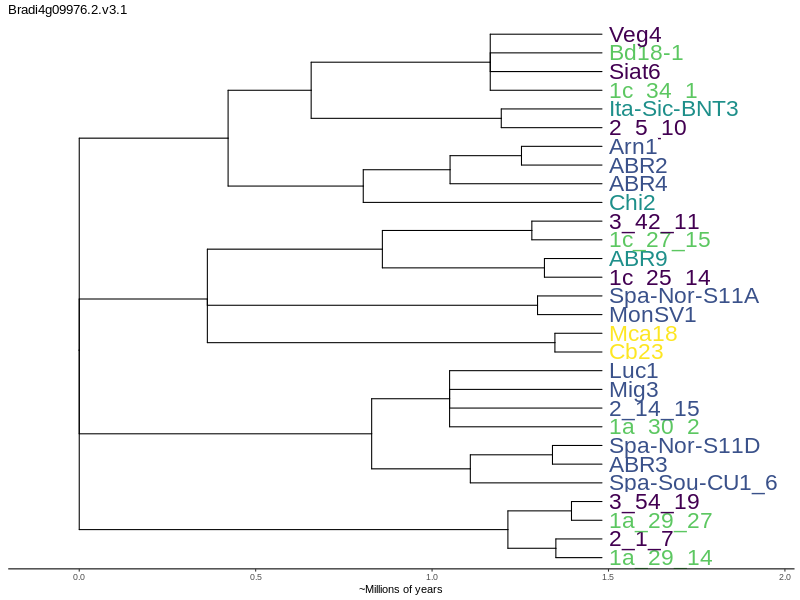 Bradi4g09976.2.v3.1
Veg4
Bd18-1
Siat6
1c_34_1
Ita-Sic-BNT3
2_5_10
Arn1
ABR2
ABR4
Chi2
3_42_11
1c_27_15
ABR9
1c_25_14
Spa-Nor-S11A
MonSV1
Mca18
Cb23
Luc1
Mig3
2_14_15
1a_30_2
Spa-Nor-S11D
ABR3
Spa-Sou-CU1_6
3_54_19
1a_29_27
2_1_7
1a_29_14
0.0 0.5 1.0 1.5 2.0
~Millions of years